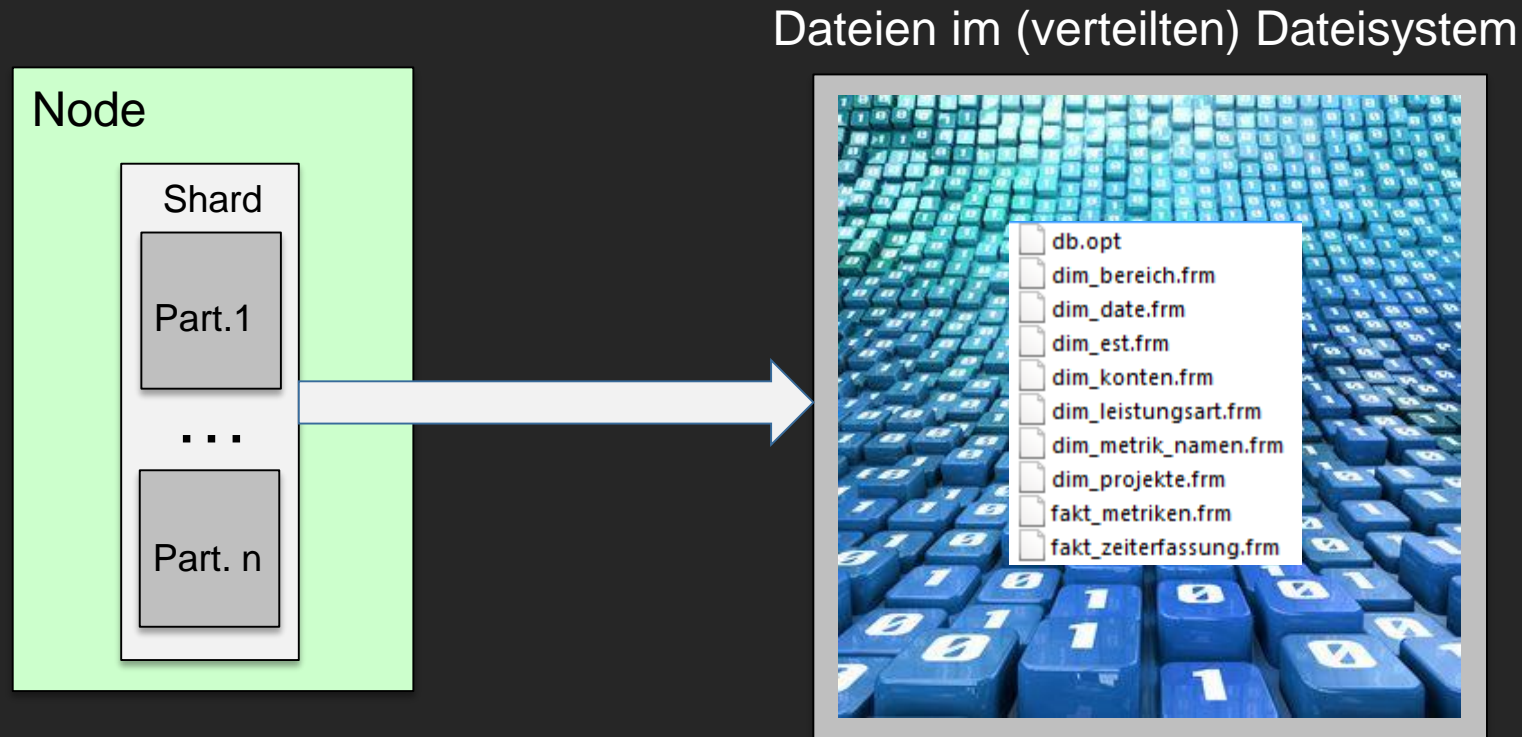 Dateien im (verteilten) Dateisystem
Node
Shard
Part.1
...
Part. n
db.opt
dim_bereich.frm
dim_date.frm
dim_est.frm
dim_konten.frm
dim_leistungsart.frm
dim_metrik_namen.frm
dim_projekte.frm
fakt_metriken.frm
fakt_zeiterfassung.frm